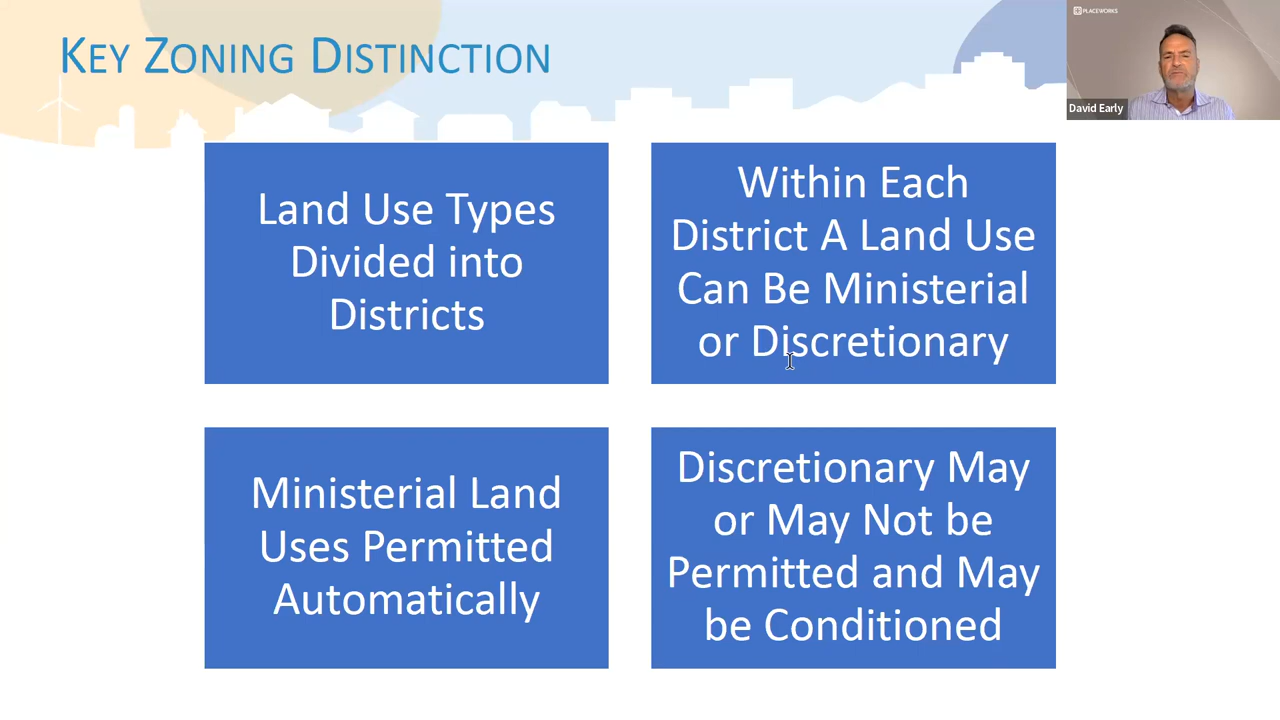 KEY ZONING DISTINCTION
PLACEWORKS
David Early
Land Use Types
Divided into
Districts
Within Each
District A Land Use
Can Be Ministerial
or Discretionary
Ministerial Land
Uses Permitted
Automatically
Discretionary May
or May Not be
Permitted and May
be Conditioned